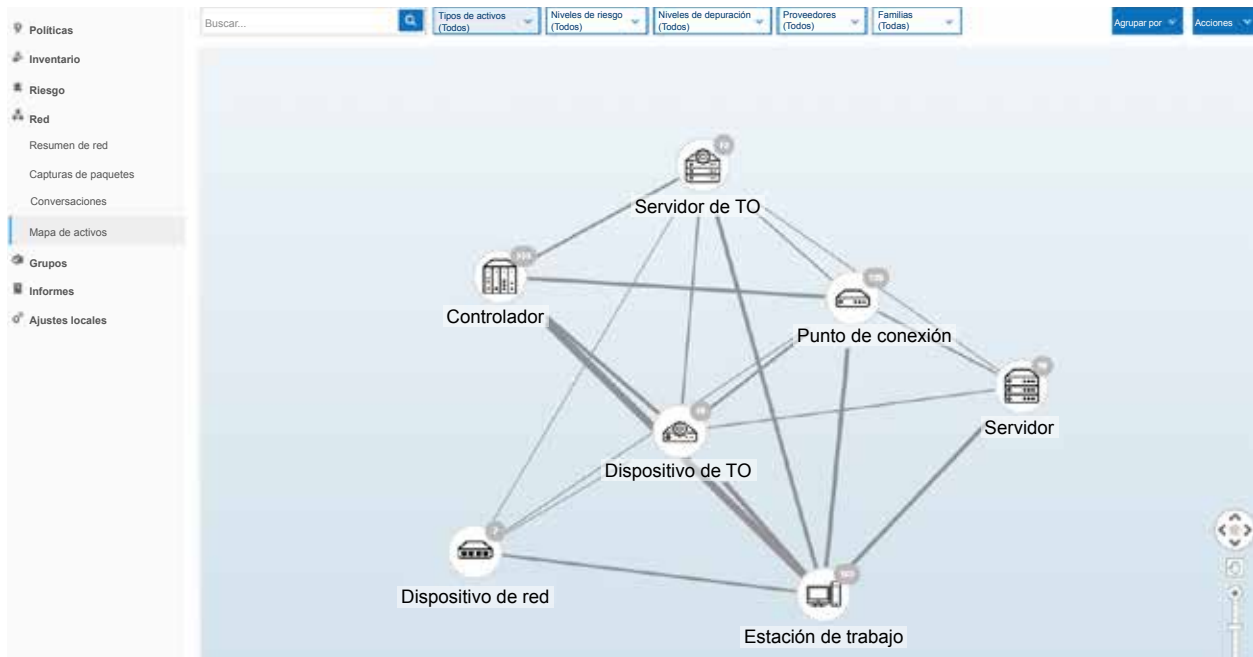 Políticas
Inventario
Riesgo
Red
Resumen de red
Capturas de paquetes
Conversaciones
Mapa de activos
Grupos
Informes
Ajustes locales
Buscar...
Tipos de activos
(Todos)
Niveles de riesgo
(Todos)
Niveles de depuración
(Todos)
Proveedores
(Todos)
Familias
(Todas)
Agrupar por
Acciones
Servidor de TO
Controlador
Punto de conexión
Servidor
Dispositivo de TO
Dispositivo de red
Estación de trabajo